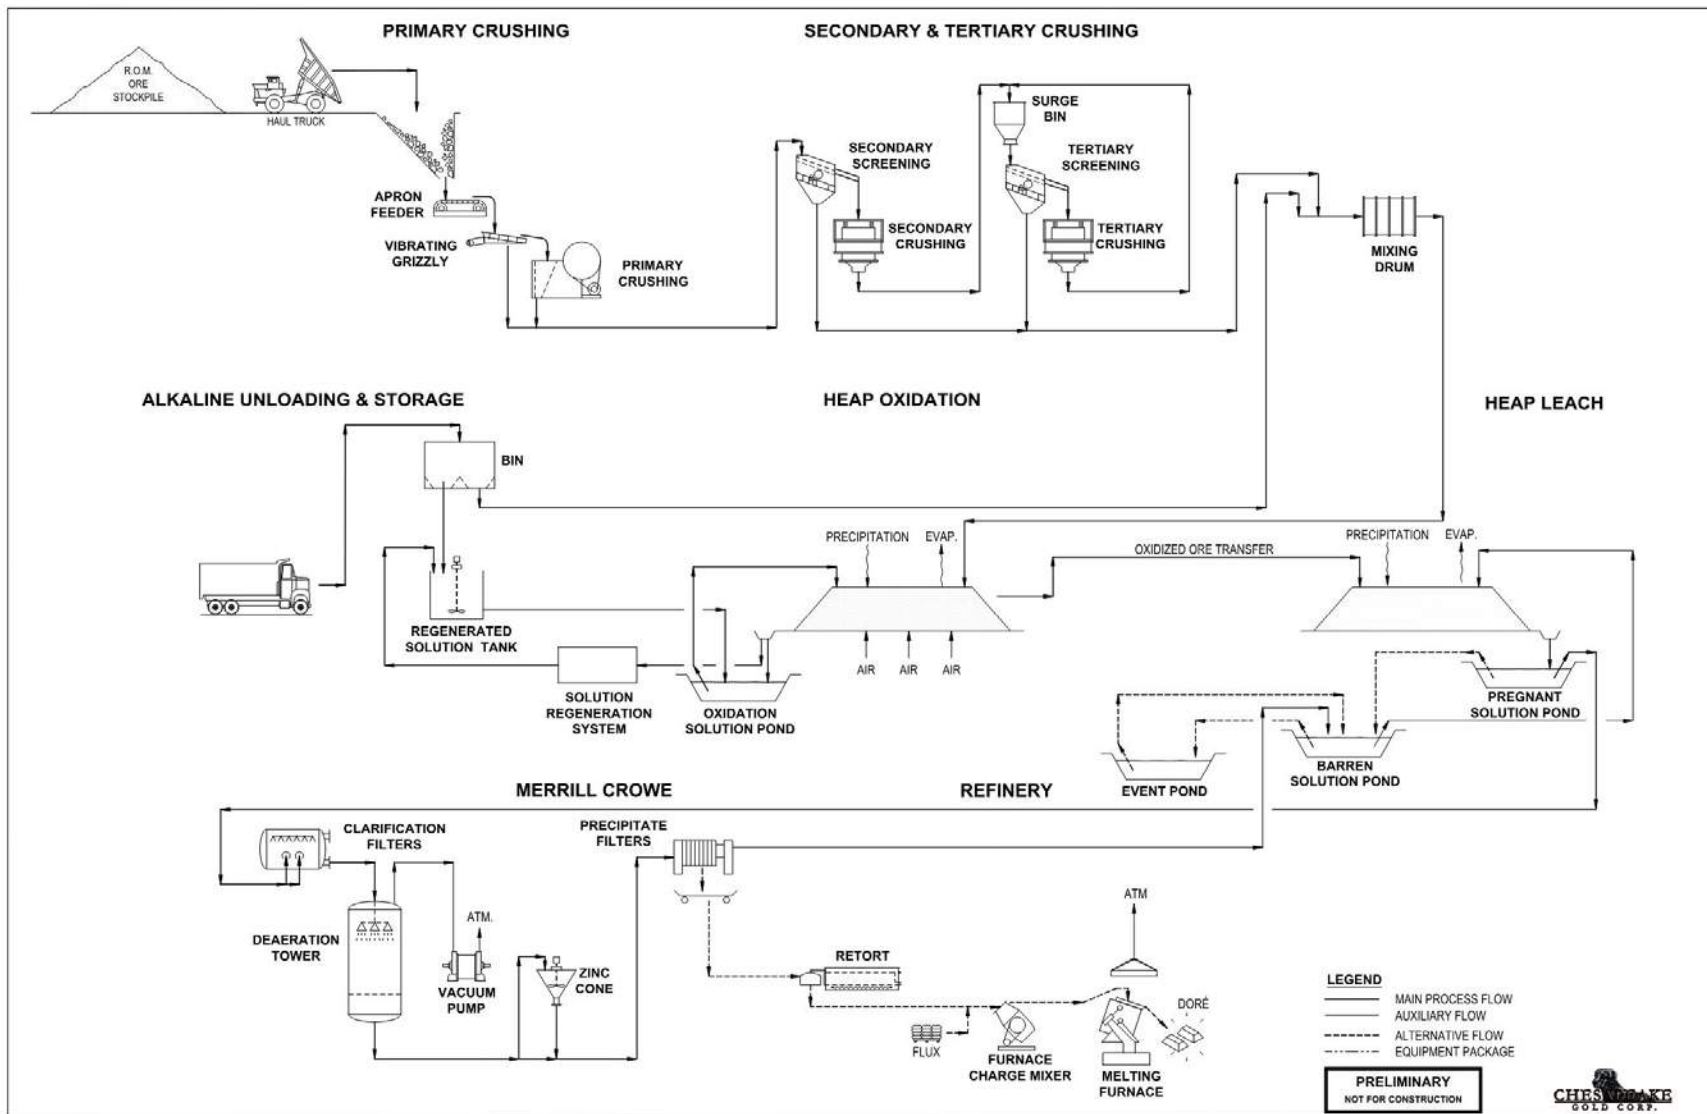 PRIMARY CRUSHING
SECONDARY & TERTIARY CRUSHING
R.O.M.
ORE
STOCKPILE
HAUL TRUCK
APRON
FEEDER
VIBRATING
GRIZZLY
PRIMARY
CRUSHING
SECONDARY
SCREENING
SECONDARY
CRUSHING
SURGE
BIN
TERTIARY
SCREENING
TERTIARY
CRUSHING
MIXING
DRUM
ALKALINE UNLOADING & STORAGE
HEAP OXIDATION
HEAP LEACH
BIN
REGENERATED
SOLUTION TANK
SOLUTION
REGENERATION
SYSTEM
OXIDATION
SOLUTION POND
PRECIPITATION
EVAP.
AIR
AIR
AIR
OXIDIZED ORE TRANSFER
PRECIPITATION
EVAP.
PREGNANT
SOLUTION POND
BARREN
SOLUTION POND
EVENT POND
MERRILL CROWE
REFINERY
CLARIFICATION
FILTERS
PRECIPITATE
FILTERS
DEAERATION
TOWER
ATM.
VACUUM
PUMP
ZINC
CONE
RETORT
FLUX
FURNACE
CHARGE MIXER
ATM
MELTING
FURNACE
DORÉ
LEGEND
MAIN PROCESS FLOW
AUXILIARY FLOW
ALTERNATIVE FLOW
EQUIPMENT PACKAGE
PRELIMINARY
NOT FOR CONSTRUCTION
CHESAPEAKE
GOLD CORP.